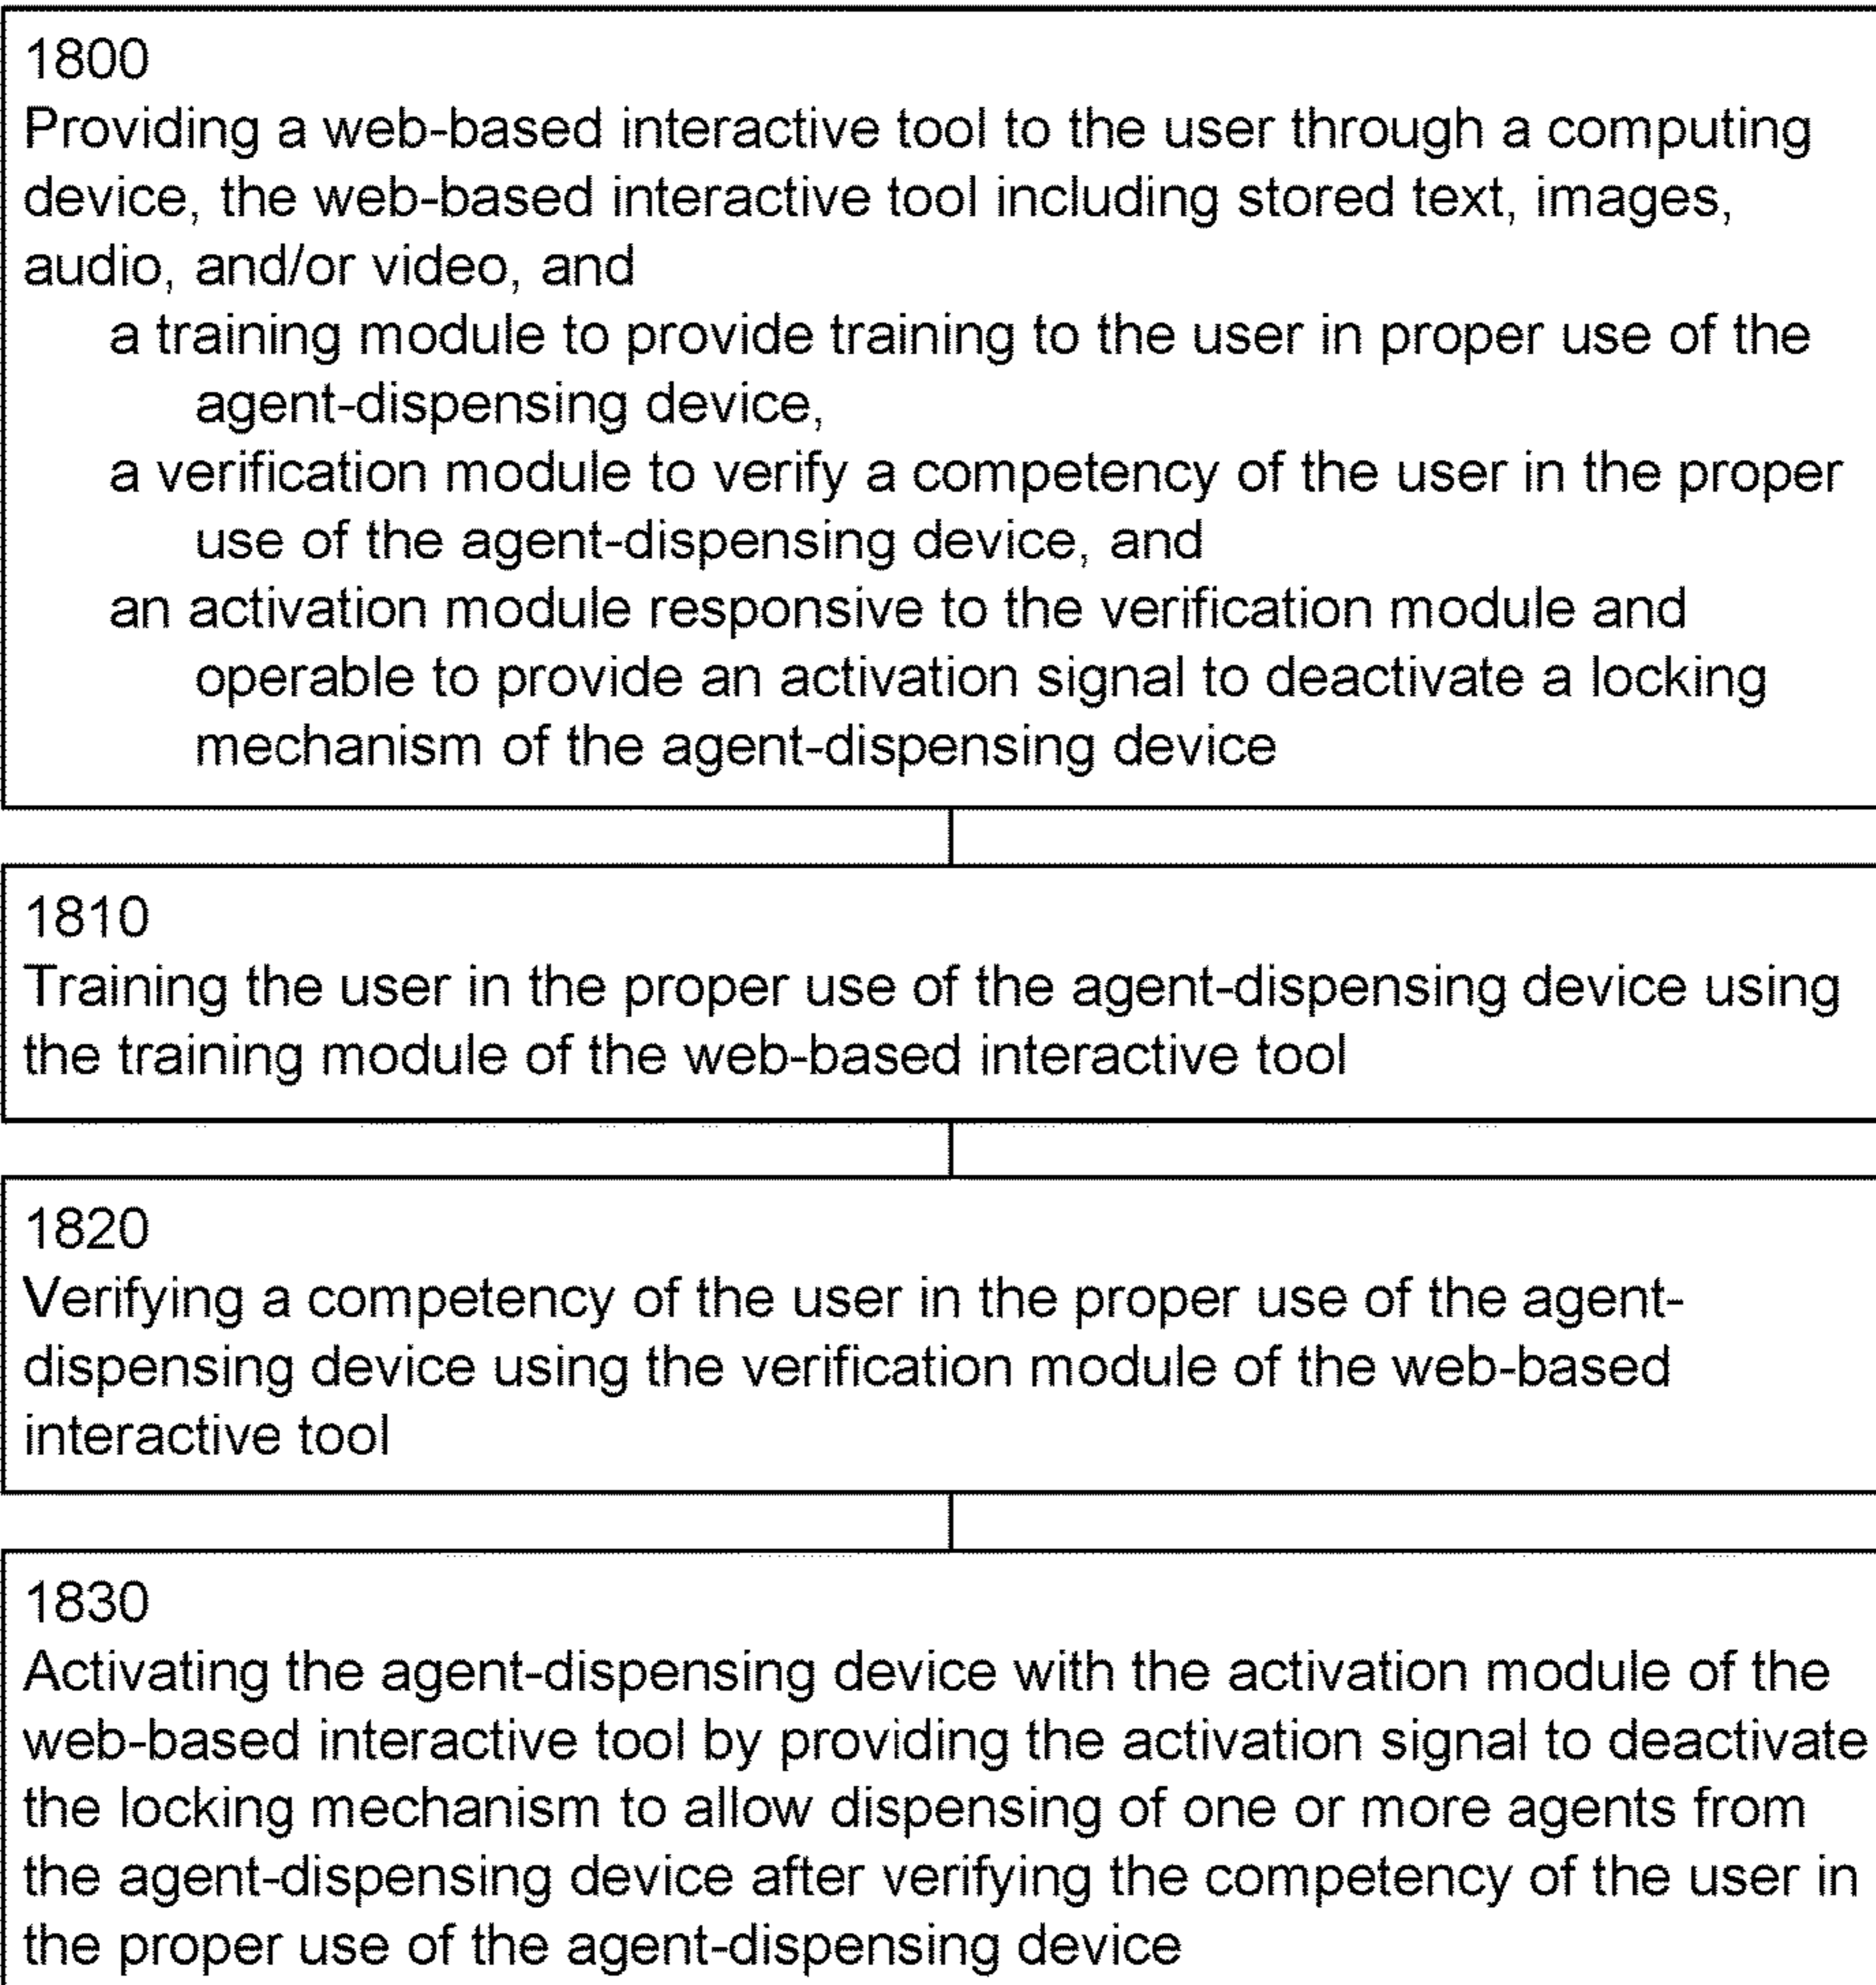 1800
Providing a web-based interactive tool to the user through a computing
device, the web-based interactive tool including stored text, images,
audio, and/or video, and
a training module to provide training to the user in proper use of the
agent-dispensing device,
a verification module to verify a competency of the user in the proper
use of the agent-dispensing device, and
an activation module responsive to the verification module and
operable to provide an activation signal to deactivate a locking
mechanism of the agent-dispensing device
1810
Training the user in the proper use of the agent-dispensing device using
the training module of the web-based interactive tool
1820
Verifying a competency of the user in the proper use of the agent-
dispensing device using the verification module of the web-based
interactive tool
1830
Activating the agent-dispensing device with the activation module of the
web-based interactive tool by providing the activation signal to deactivate
the locking mechanism to allow dispensing of one or more agents from
the agent-dispensing device after verifying the competency of the user in
the proper use of the agent-dispensing device